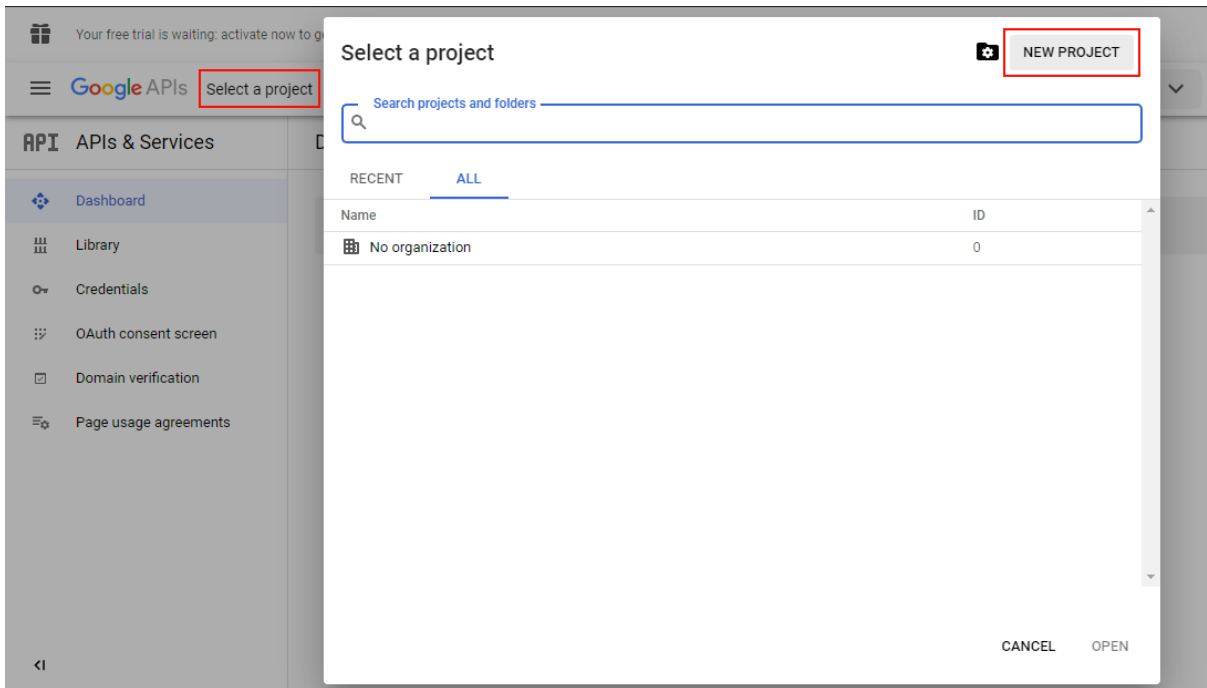 Your free trial is waiting: activate now to g
Google APIs
Select a project
API
APIs & Services
D
Dashboard
Library
Credentials
OAuth consent screen
Domain verification
Page usage agreements
Select a project
NEW PROJECT
Search projects and folders
RECENT
ALL
Name
ID
No organization
0
CANCEL
OPEN